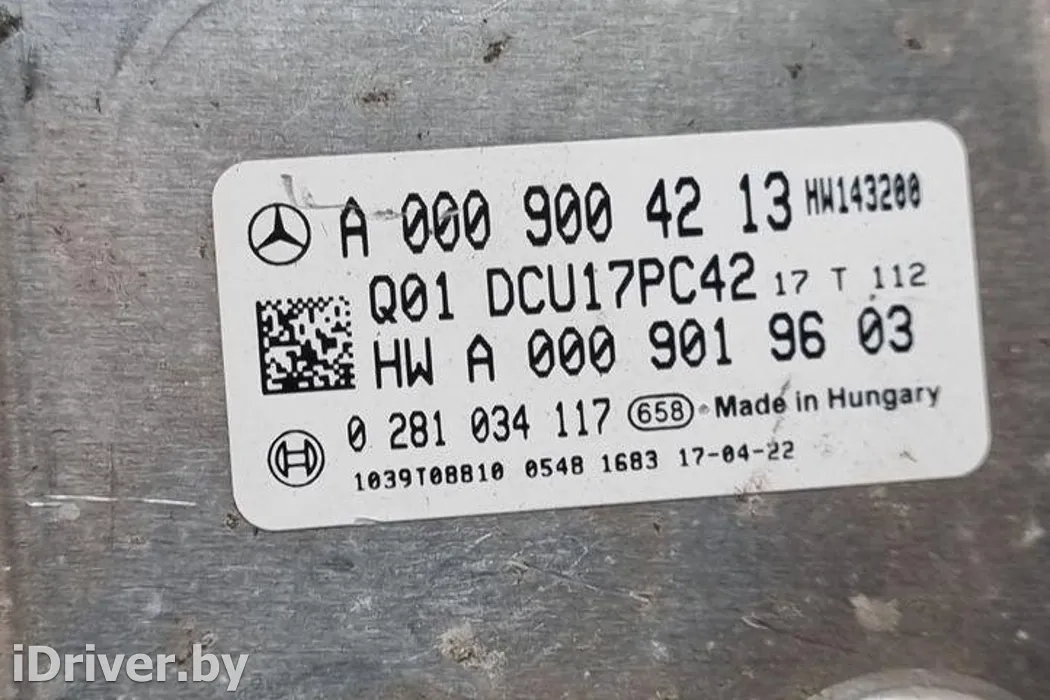 A 000 900 42 13 HW143200
Q01 DCU17PC42 17 T 112
HW A 000 901 96 03
0 281 034 117 658 Made in Hungary
1039T08810 0548 1683 17-04-22
iDriver.by